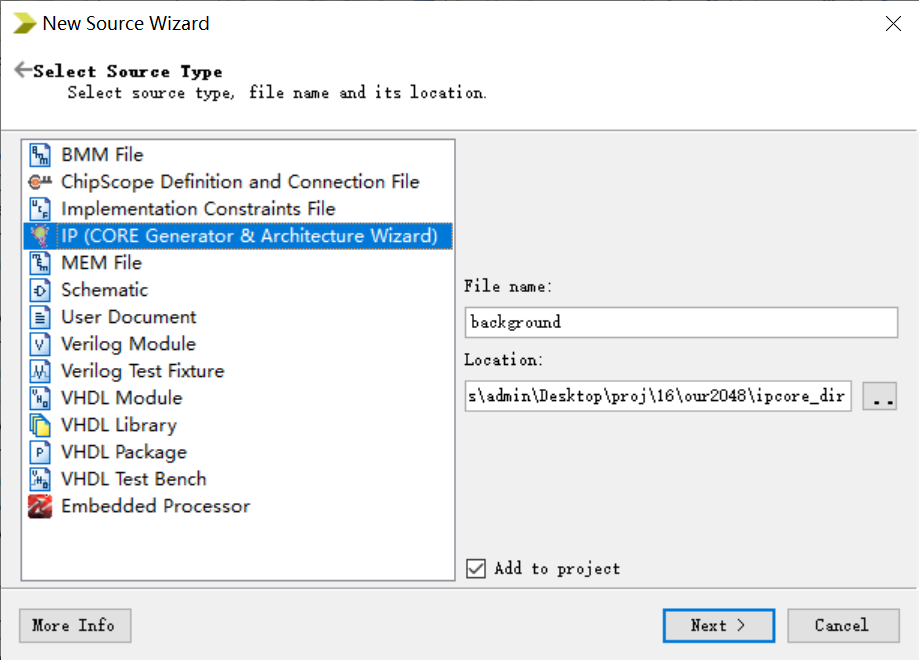 New Source Wizard
Select Source Type
Select source type, file name and its location.
BMM File
ChipScope Definition and Connection File
Implementation Constraints File
IP (CORE Generator & Architecture Wizard)
MEM File
Schematic
User Document
Verilog Module
Verilog Test Fixture
VHDL Module
VHDL Library
VHDL Package
VHDL Test Bench
Embedded Processor
File name:
background
Location:
s\admin\Desktop\proj\16\our2048\ipcore_dir
..
Add to project
More Info
Next >
Cancel